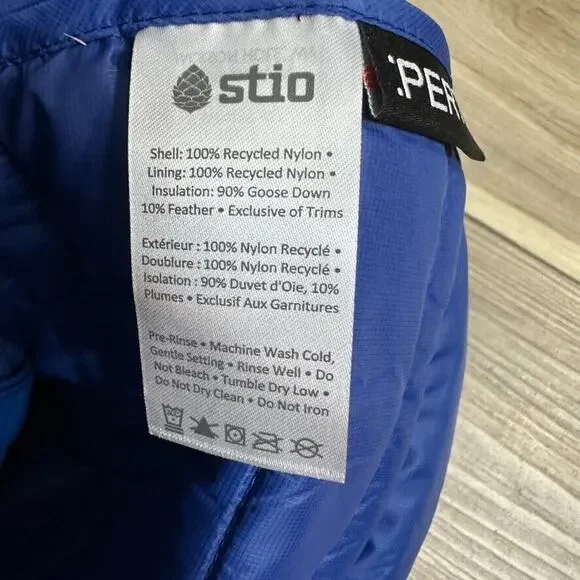 stio
:PER
Shell: 100% Recycled Nylon •
Lining: 100% Recycled Nylon •
Insulation: 90% Goose Down
10% Feather • Exclusive of Trims
Extérieur : 100% Nylon Recyclé •
Doublure : 100% Nylon Recyclé •
Isolation : 90% Duvet d'Oie, 10%
Plumes • Exclusif Aux Garnitures
Pre-Rinse • Machine Wash Cold,
Gentle Setting • Rinse Well • Do
Not Bleach • Tumble Dry Low •
Do Not Dry Clean • Do Not Iron